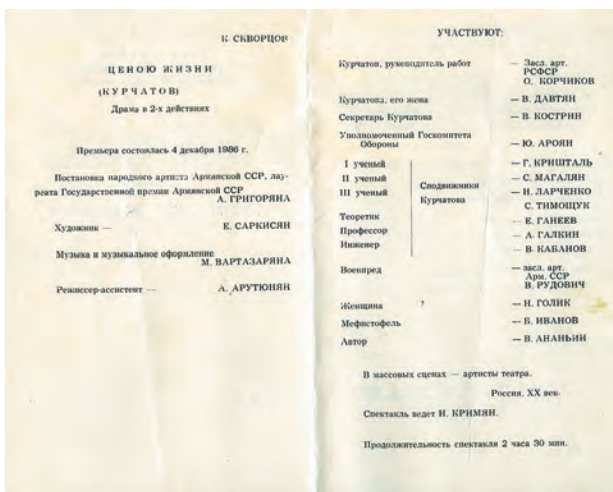 К. СКВОРЦОВ
ЦЕНОЮ ЖИЗНИ
(КУРЧАТОВ)
Драма в 2-х действиях
Премьера состоялась 4 декабря 1986 г.
Постановка народного артиста Армянской ССР, лау-
реата Государственной премии Армянской ССР
А. ГРИГОРЯНА
Художник — Е. САРКИСЯН
Музыка и музыкальное оформление
М. ВАРТАЗАРЯНА
Режиссер-ассистент — А. АРУТЮНЯН
УЧАСТВУЮТ:
Курчатов, руководитель работ — Засл. арт.
РСФСР
О. КОРЧИКОВ
Курчатова, его жена — В. ДАВТЯН
Секретарь Курчатова — В. КОСТРИН
Уполномоченный Госкомитета
Обороны — Ю. АРОЯН
I ученый — Г. КРИШТАЛЬ
II ученый — С. МАГАЛЯН
III ученый — Н. ЛАРЧЕНКО
Сподвижники
Курчатова
С. ТИМОЩУК
Теоретик — Е. ГАНЕЕВ
Профессор — А. ГАЛКИН
Инженер — В. КАБАНОВ
Военпред — засл. арт.
Арм. ССР
В. РУДОВИЧ
Женщина ? — Н. ГОЛИК
Мефистофель — Б. ИВАНОВ
Автор — В. АНАНЬИН
В массовых сценах — артисты театра.
Россия. XX век.
Спектакль ведет Н. КРИМЯН.
Продолжительность спектакля 2 часа 30 мин.